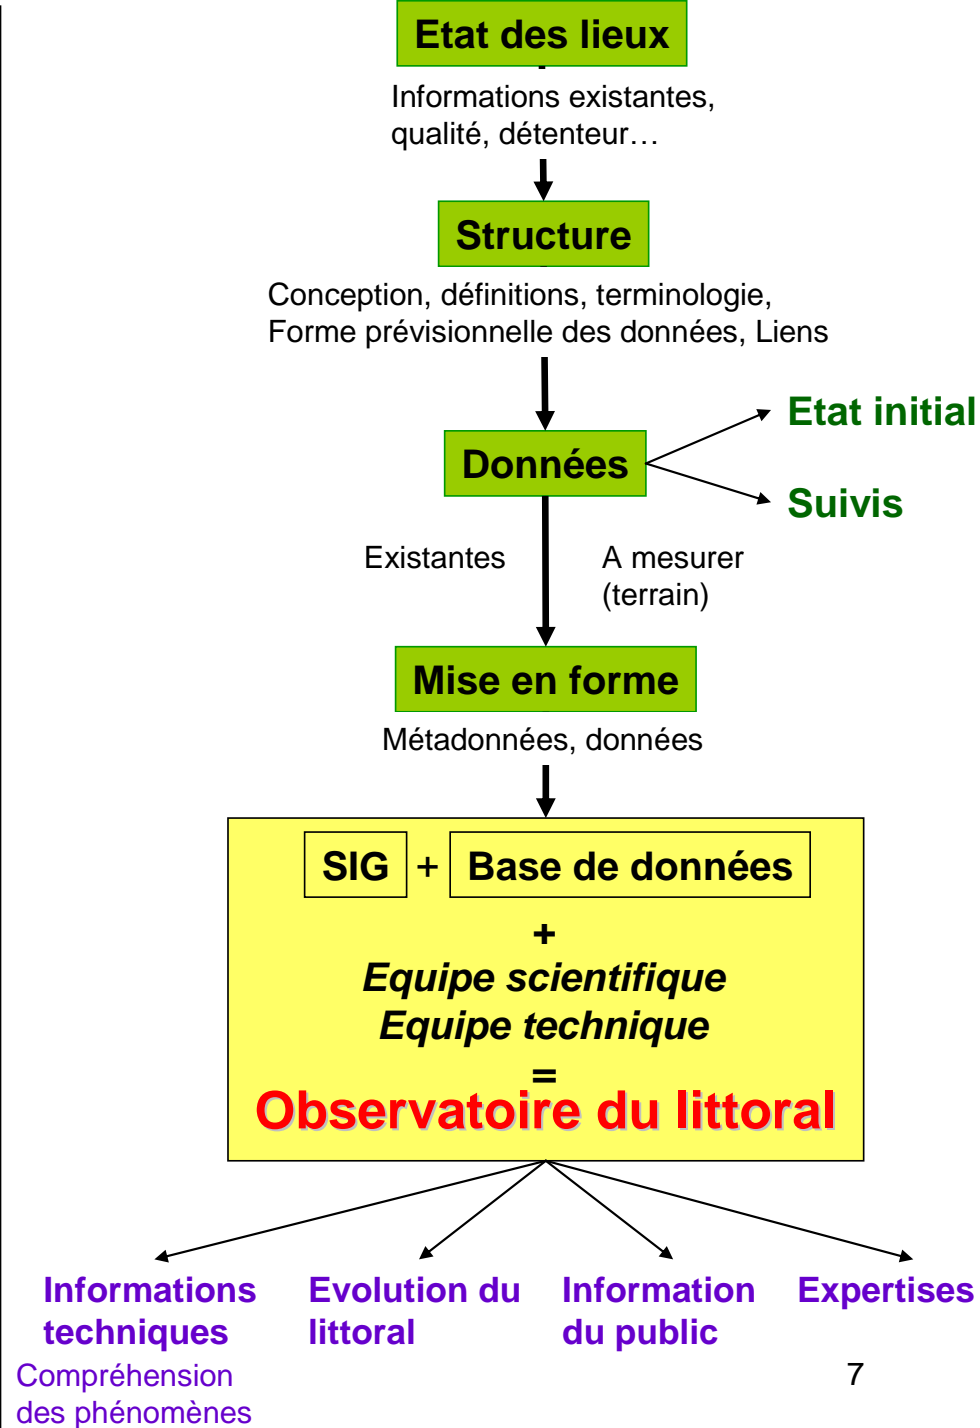 Etat des lieux
Informations existantes,
qualité, détenteur…
Structure
Conception, définitions, terminologie,
Forme prévisionnelle des données, Liens
Données
Etat initial
Suivis
Existantes
A mesurer
(terrain)
Mise en forme
Métadonnées, données
SIG + Base de données
+
Equipe scientifique
Equipe technique
=
Observatoire du littoral
Informations
techniques
Evolution du
littoral
Information
du public
Expertises
Compréhension
des phénomènes
7